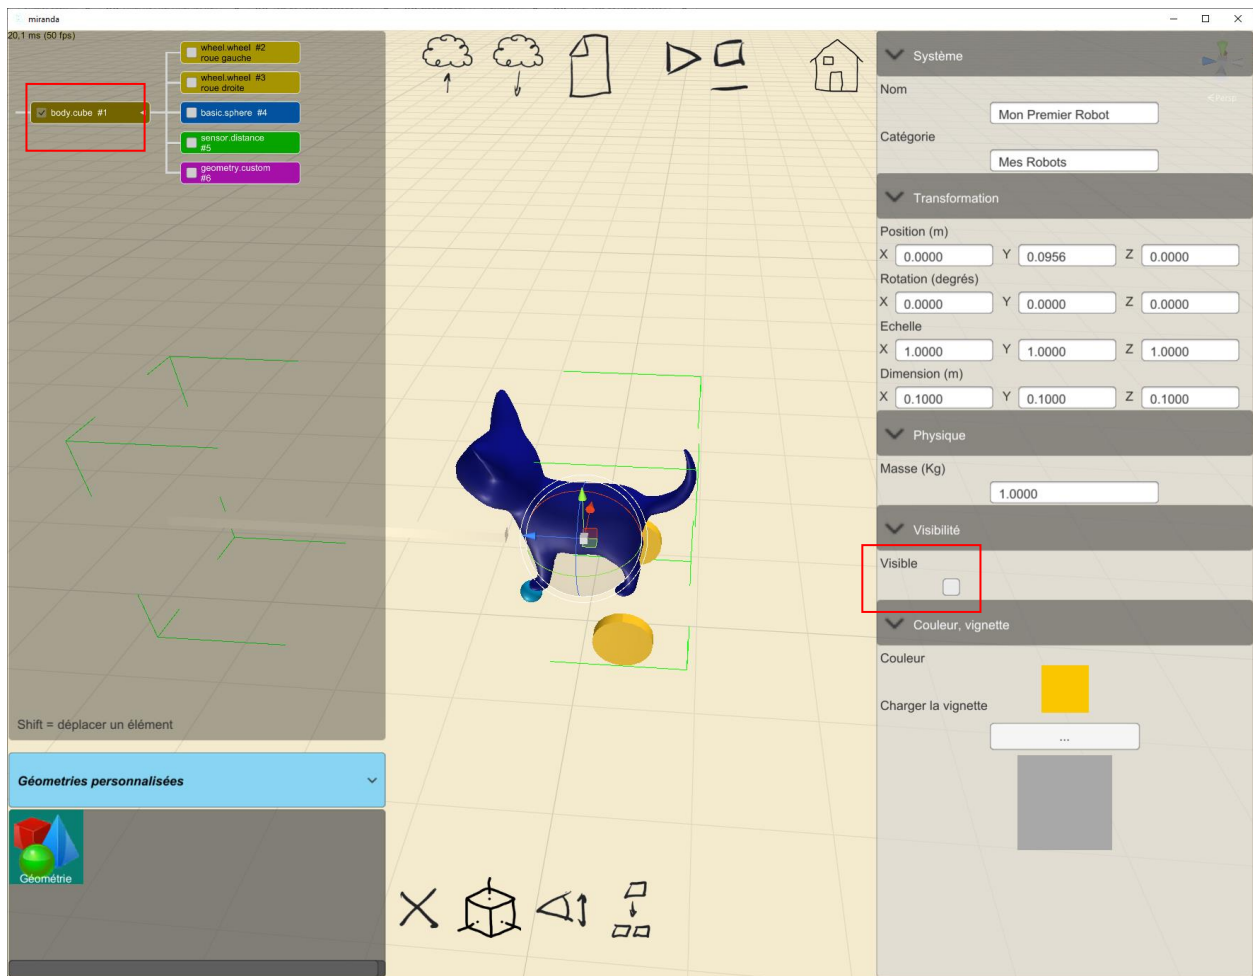 miranda
20,1 ms (50 fps)
wheel.wheel #2
roue gauche
wheel.wheel #3
roue droite
body.cube #1
basic.sphere #4
sensor.distance
#5
geometry.custom
#6
Shift = déplacer un élément
Géometries personnalisées
Géométrie
Système
Nom
Mon Premier Robot
Catégorie
Mes Robots
Transformation
Position (m)
X 0.0000 Y 0.0956 Z 0.0000
Rotation (degrés)
X 0.0000 Y 0.0000 Z 0.0000
Echelle
X 1.0000 Y 1.0000 Z 1.0000
Dimension (m)
X 0.1000 Y 0.1000 Z 0.1000
Physique
Masse (Kg)
1.0000
Visibilité
Visible
Couleur, vignette
Couleur
Charger la vignette
...